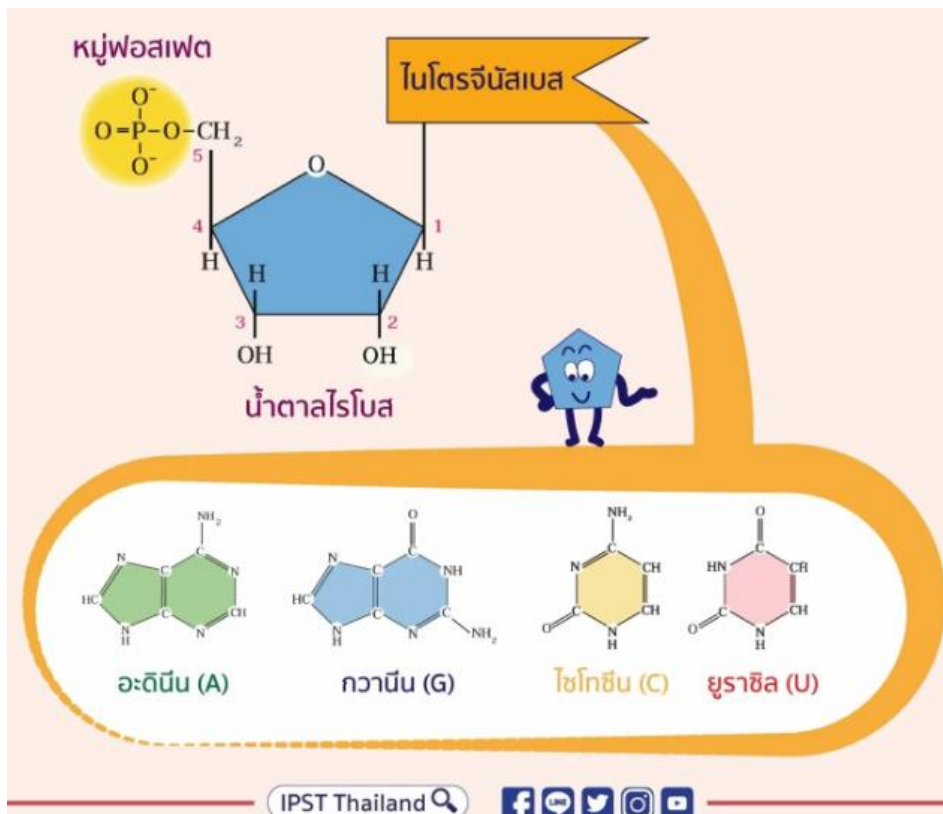 หมู่ฟอสเฟต
ไนโตรจีนัสเบส
O⁻
O=P–O–CH₂
O⁻
5
O
4
1
H
H
H
H
3
2
OH
OH
น้ำตาลไรโบส
NH₂
N
C
C
N
HC
C
CH
N
H
N
O
N
C
C
NH
HC
C
C
N
H
N
NH₂
NH₂
C
N
CH
C
CH
O
N
H
O
C
HN
CH
C
CH
O
N
H
อะดินีน (A)
กวานีน (G)
ไซโทซีน (C)
ยูราซิล (U)
IPST Thailand
LINE